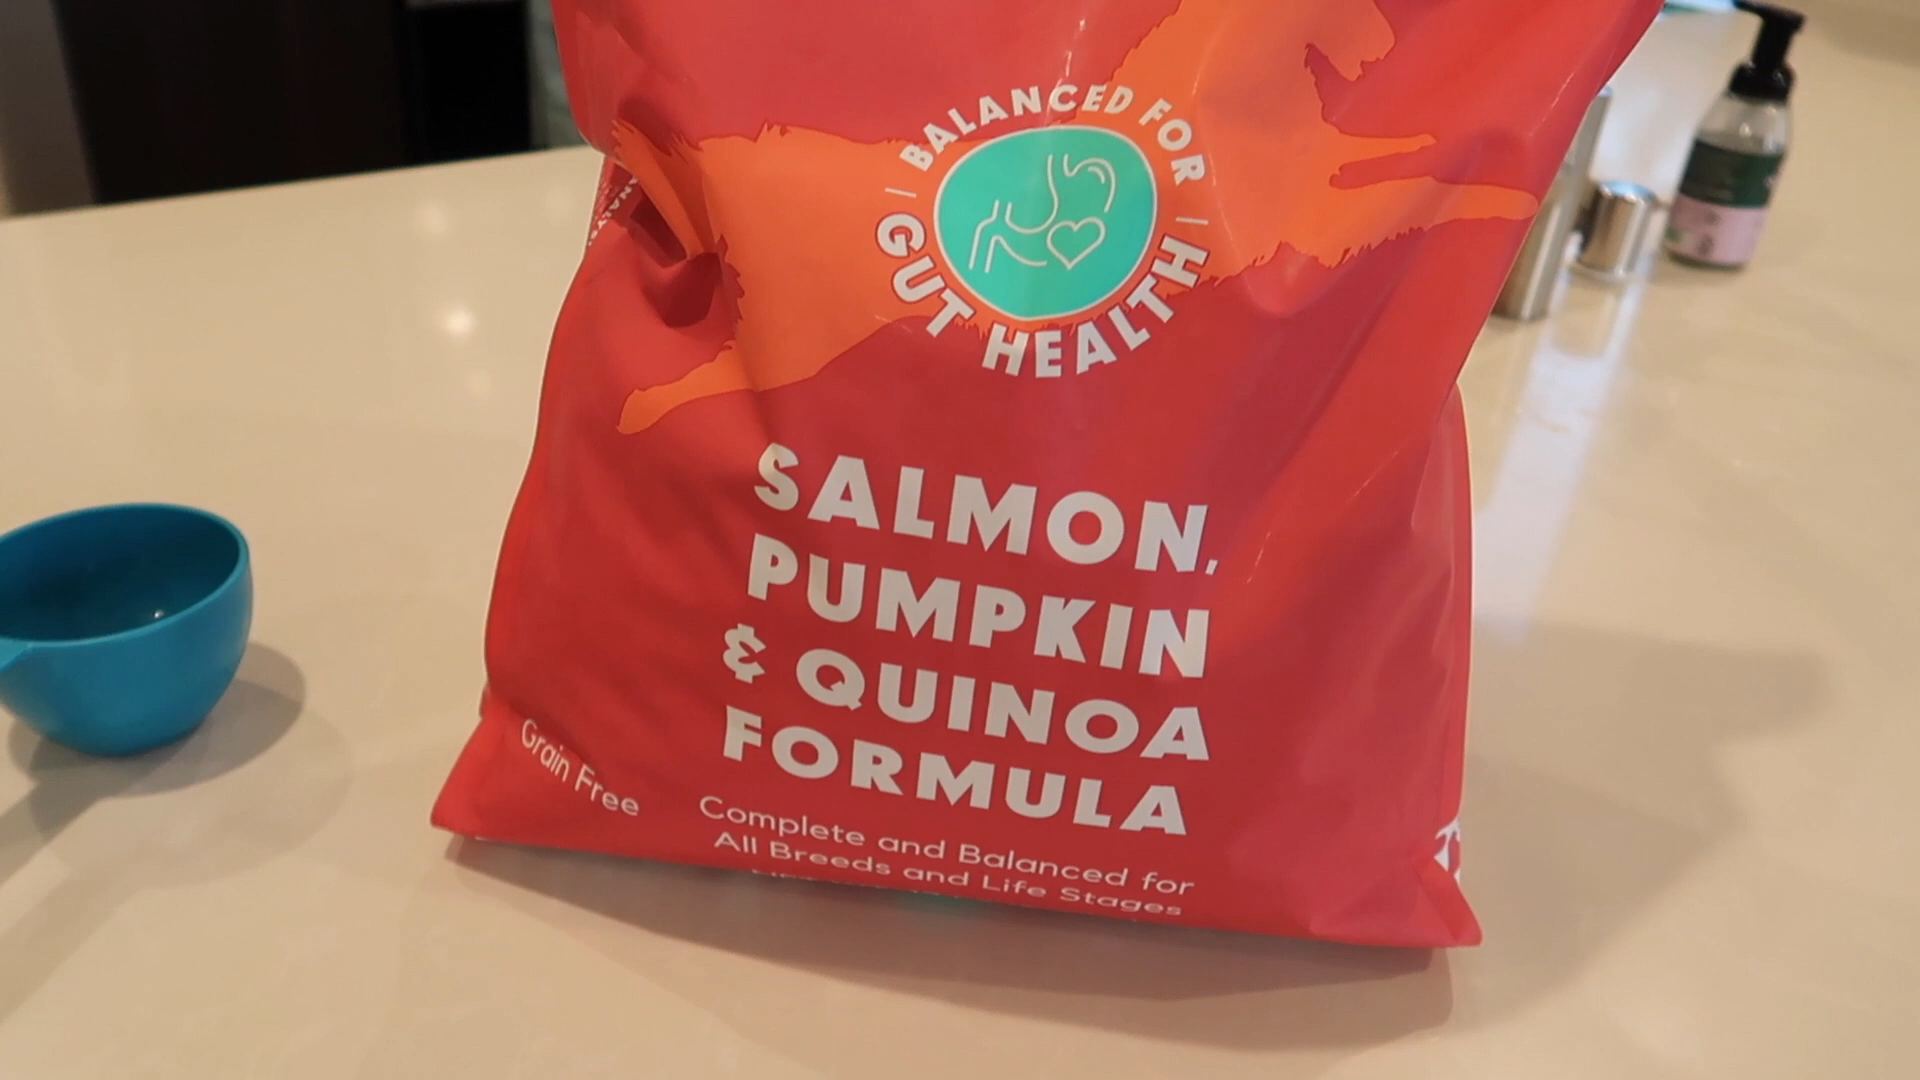 BALANCED FOR
GUT HEALTH
SALMON,
PUMPKIN
& QUINOA
FORMULA
Grain Free
Complete and Balanced for
All Breeds and Life Stages